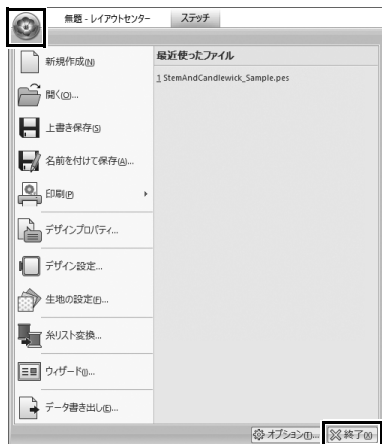 無題 - レイアウトセンター ステッチ
新規作成(N)
最近使ったファイル
1 StemAndCandlewick_Sample.pes
開く(O)...
上書き保存(S)
名前を付けて保存(A)...
印刷(P)
デザインプロパティ...
デザイン設定...
生地の設定(F)...
糸リスト変換...
ウィザード(I)...
データ書き出し(E)...
オプション(T)... 終了(X)